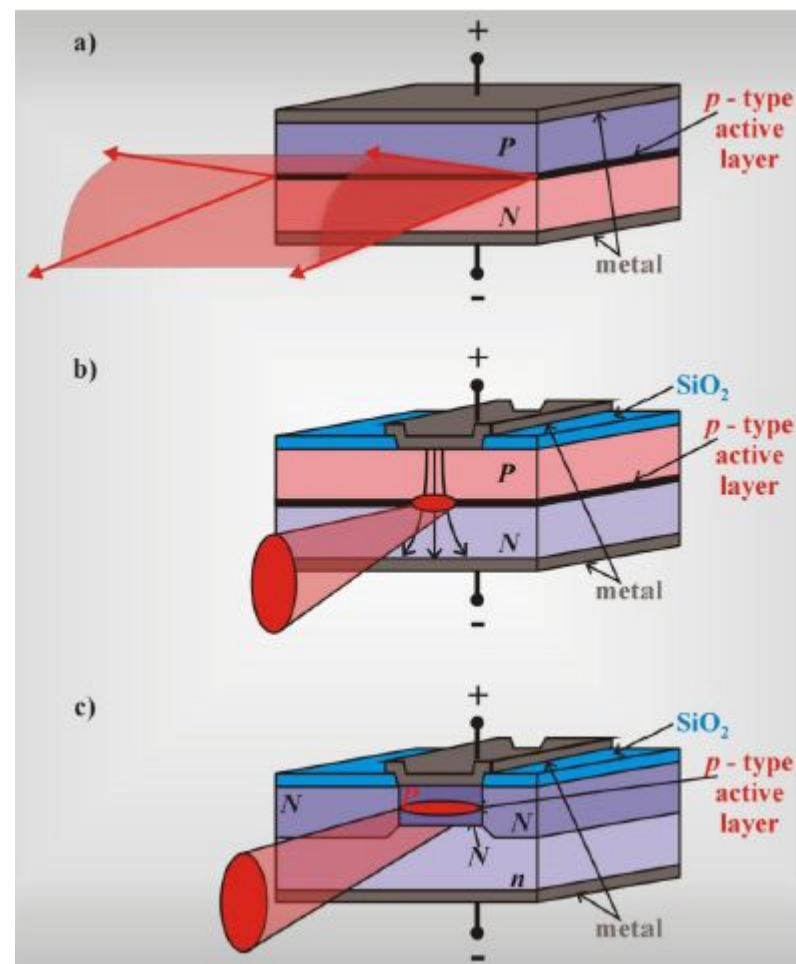 a)
+
p - type
active
layer
P
N
metal
-
b)
+
SiO₂
p - type
active
layer
P
N
metal
-
c)
+
SiO₂
p - type
active
layer
N
P
N
N
n
metal
-